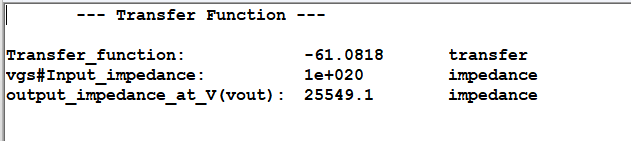 --- Transfer Function ---
Transfer_function: -61.0818 transfer
vgs#Input_impedance: 1e+020 impedance
output_impedance_at_V(vout): 25549.1 impedance